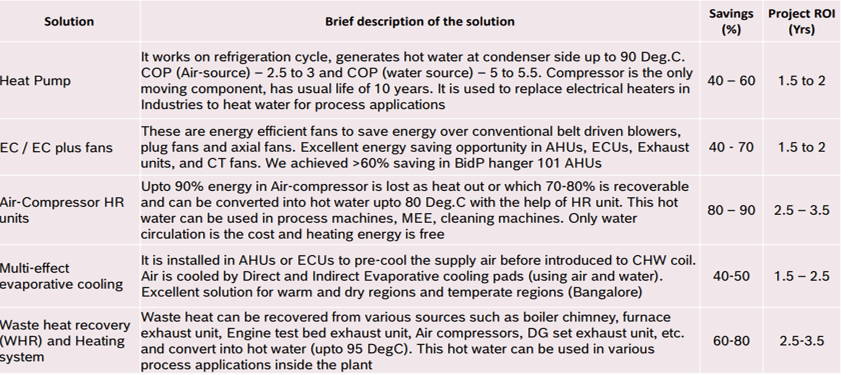 Solution
Brief description of the solution
Savings
(%)
Project ROI
(Yrs)
Heat Pump
It works on refrigeration cycle, generates hot water at condenser side up to 90 Deg.C.
COP (Air-source) – 2.5 to 3 and COP (water source) – 5 to 5.5. Compressor is the only
moving component, has usual life of 10 years. It is used to replace electrical heaters in
Industries to heat water for process applications
40 – 60
1.5 to 2
EC / EC plus fans
These are energy efficient fans to save energy over conventional belt driven blowers,
plug fans and axial fans. Excellent energy saving opportunity in AHUs, ECUs, Exhaust
units, and CT fans. We achieved >60% saving in BidP hanger 101 AHUs
40 - 70
1.5 to 2
Air-Compressor HR
units
Upto 90% energy in Air-compressor is lost as heat out or which 70-80% is recoverable
and can be converted into hot water upto 80 Deg.C with the help of HR unit. This hot
water can be used in process machines, MEE, cleaning machines. Only water
circulation is the cost and heating energy is free
80 – 90
2.5 – 3.5
Multi-effect
evaporative cooling
It is installed in AHUs or ECUs to pre-cool the supply air before introduced to CHW coil.
Air is cooled by Direct and Indirect Evaporative cooling pads (using air and water).
Excellent solution for warm and dry regions and temperate regions (Bangalore)
40-50
1.5 – 2.5
Waste heat recovery
(WHR) and Heating
system
Waste heat can be recovered from various sources such as boiler chimney, furnace
exhaust unit, Engine test bed exhaust unit, Air compressors, DG set exhaust unit, etc.
and convert into hot water (upto 95 DegC). This hot water can be used in various
process applications inside the plant
60-80
2.5-3.5